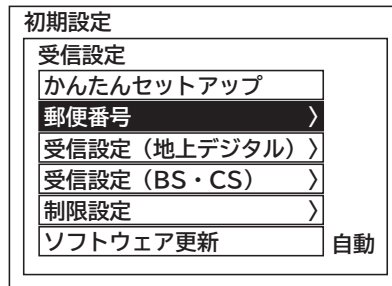 初期設定
受信設定
かんたんセットアップ
郵便番号 〉
受信設定（地上デジタル）〉
受信設定（BS・CS） 〉
制限設定 〉
ソフトウェア更新 自動